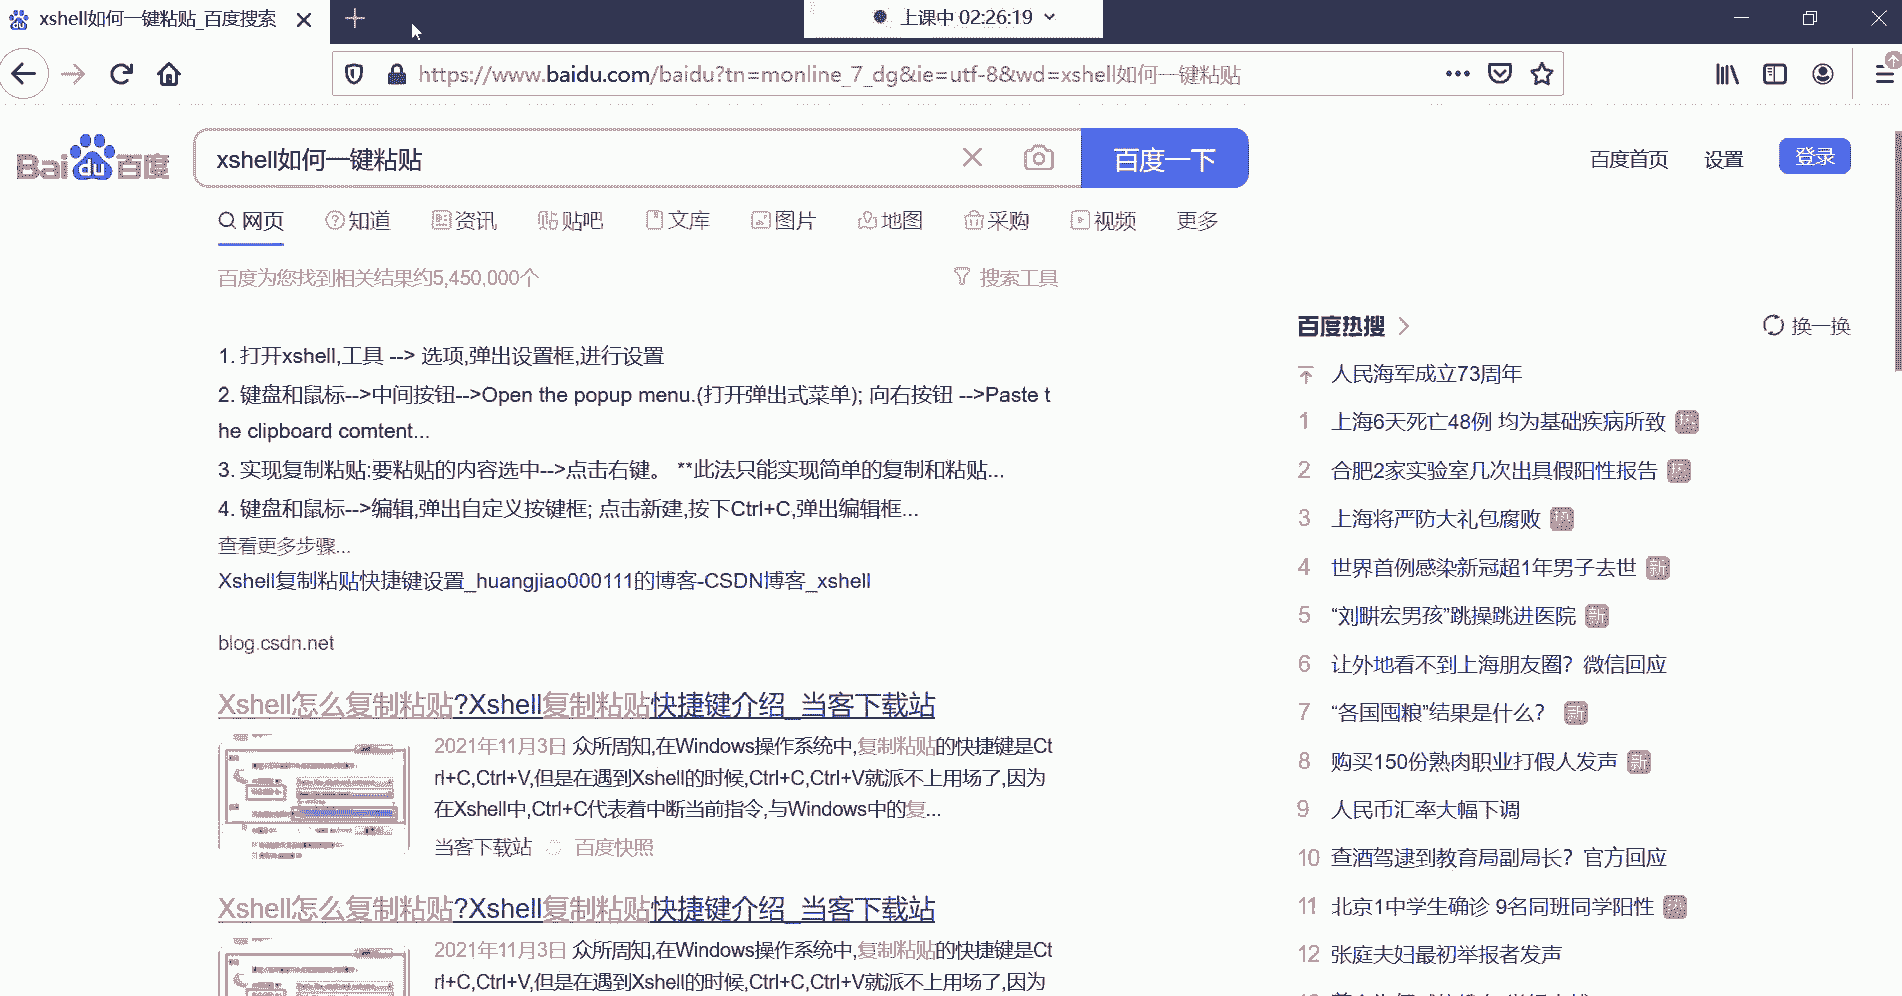 xshell如何一键粘贴_百度搜索
上课中 02:26:19
https://www.baidu.com/baidu?tn=monline_7_dg&ie=utf-8&wd=xshell如何一键粘贴
Bai du 百度
xshell如何一键粘贴
百度一下
百度首页 设置 登录
网页 知道 资讯 贴吧 文库 图片 地图 采购 视频 更多
百度为您找到相关结果约5,450,000个
搜索工具
1. 打开xshell,工具 --> 选项,弹出设置框,进行设置
2. 键盘和鼠标-->中间按钮-->Open the popup menu.(打开弹出式菜单); 向右按钮 -->Paste t
he clipboard comtent...
3. 实现复制粘贴:要粘贴的内容选中-->点击右键。 **此法只能实现简单的复制和粘贴...
4. 键盘和鼠标-->编辑,弹出自定义按键框; 点击新建,按下Ctrl+C,弹出编辑框...
查看更多步骤...
Xshell复制粘贴快捷键设置_huangjiao000111的博客-CSDN博客_xshell
blog.csdn.net
Xshell怎么复制粘贴?Xshell复制粘贴快捷键介绍_当客下载站
2021年11月3日 众所周知,在Windows操作系统中,复制粘贴的快捷键是Ct
rl+C,Ctrl+V,但是在遇到Xshell的时候,Ctrl+C,Ctrl+V就派不上用场了,因为
在Xshell中,Ctrl+C代表着中断当前指令,与Windows中的复...
当客下载站 百度快照
Xshell怎么复制粘贴?Xshell复制粘贴快捷键介绍_当客下载站
2021年11月3日 众所周知,在Windows操作系统中,复制粘贴的快捷键是Ct
rl+C,Ctrl+V,但是在遇到Xshell的时候,Ctrl+C,Ctrl+V就派不上用场了,因为
百度热搜
换一换
人民海军成立73周年
1 上海6天死亡48例 均为基础疾病所致
2 合肥2家实验室几次出具假阳性报告
3 上海将严防大礼包腐败 热
4 世界首例感染新冠超1年男子去世 新
5 “刘畊宏男孩”跳操跳进医院 新
6 让外地看不到上海朋友圈？微信回应
7 “各国囤粮”结果是什么？ 新
8 购买150份熟肉职业打假人发声 新
9 人民币汇率大幅下调
10 查酒驾逮到教育局副局长？官方回应
11 北京1中学生确诊 9名同班同学阳性 热
12 张庭夫妇最初举报者发声